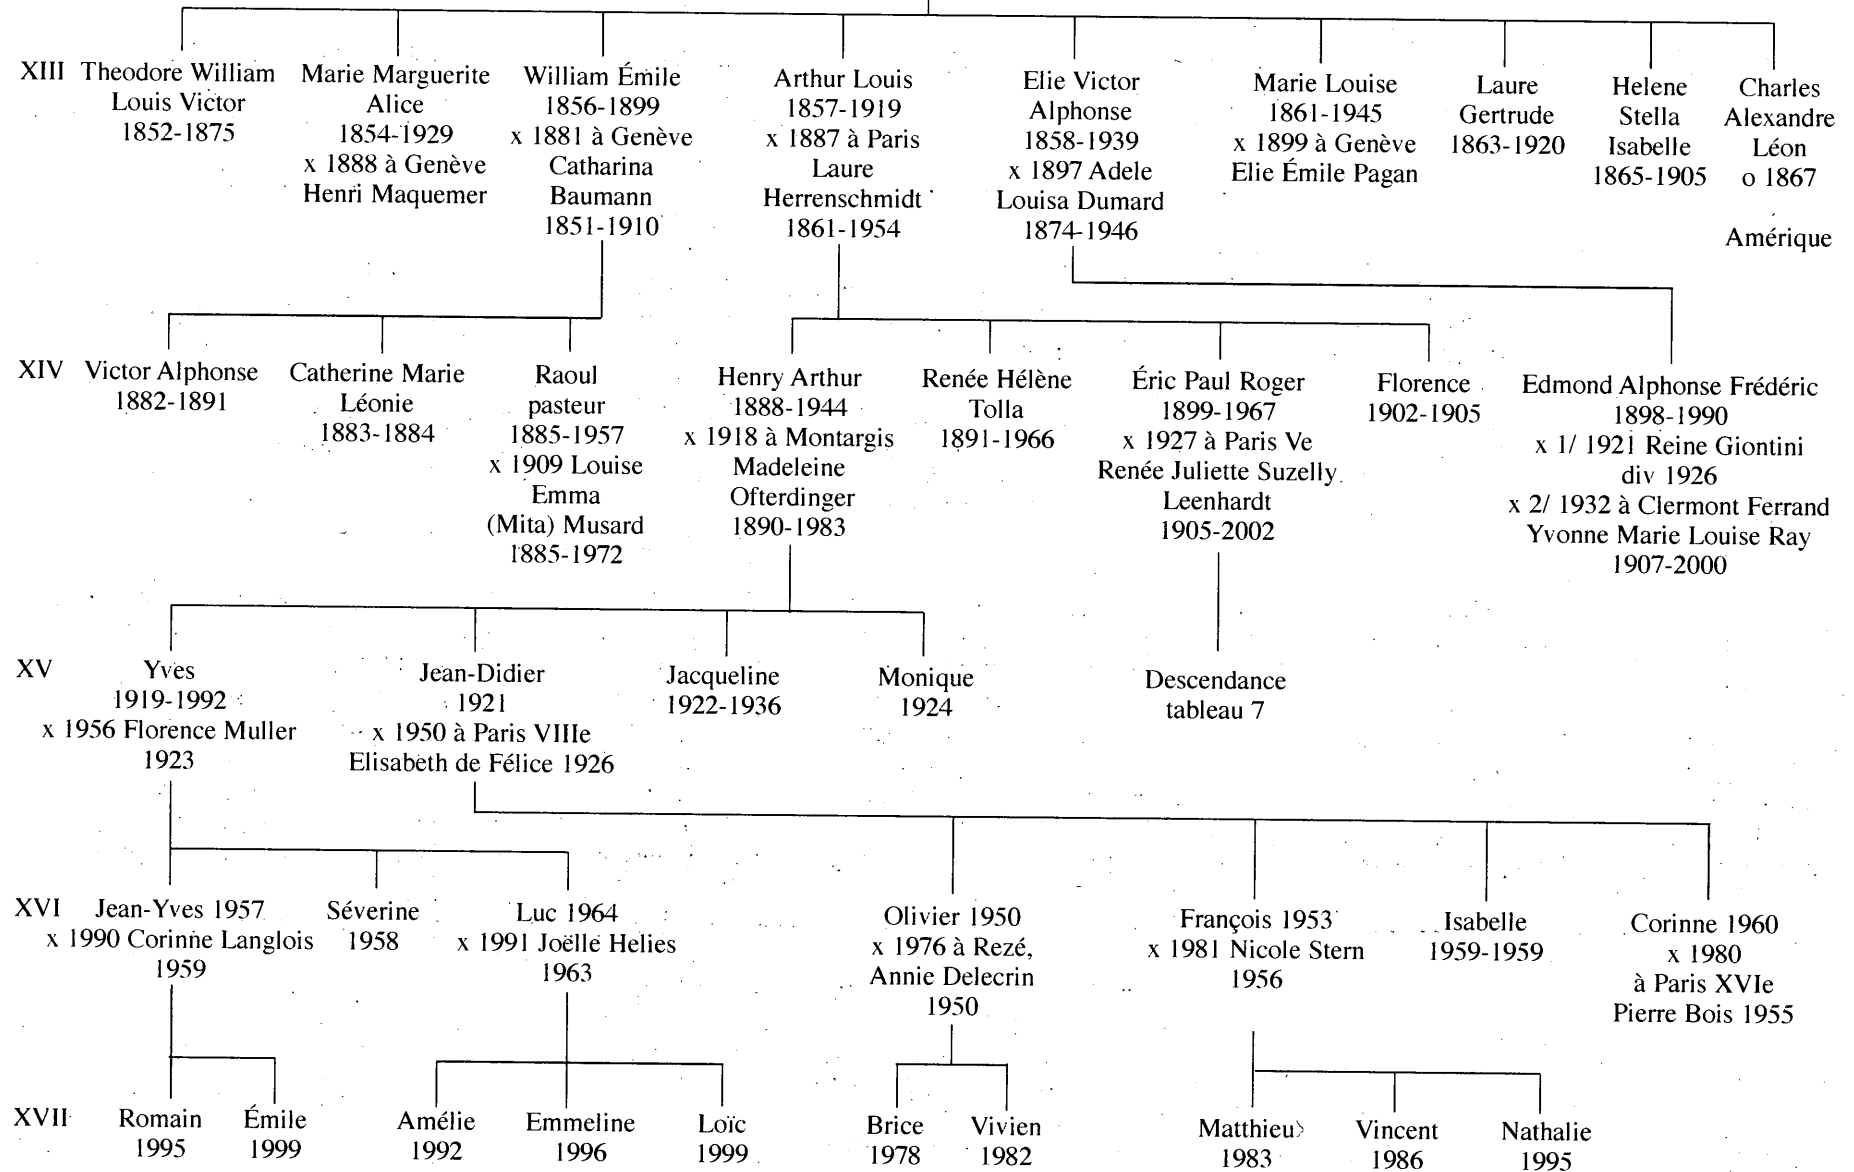 XIII
Theodore William
Louis Victor
1852-1875
Marie Marguerite
Alice
1854-1929
x 1888 à Genève
Henri Maquemer
William Émile
1856-1899
x 1881 à Genève
Catharina
Baumann
1851-1910
Arthur Louis
1857-1919
x 1887 à Paris
Laure
Herrenschmidt
1861-1954
Elie Victor
Alphonse
1858-1939
x 1897 Adele
Louisa Dumard
1874-1946
Marie Louise
1861-1945
x 1899 à Genève
Elie Émile Pagan
Laure
Gertrude
1863-1920
Helene
Stella
Isabelle
1865-1905
Charles
Alexandre
Léon
o 1867
Amérique
XIV
Victor Alphonse
1882-1891
Catherine Marie
Léonie
1883-1884
Raoul
pasteur
1885-1957
x 1909 Louise
Emma
(Mita) Musard
1885-1972
Henry Arthur
1888-1944
x 1918 à Montargis
Madeleine
Ofterdinger
1890-1983
Renée Hélène
Tolla
1891-1966
Éric Paul Roger
1899-1967
x 1927 à Paris Ve
Renée Juliette Suzelly
Leenhardt
1905-2002
Florence
1902-1905
Edmond Alphonse Frédéric
1898-1990
x 1/ 1921 Reine Giontini
div 1926
x 2/ 1932 à Clermont Ferrand
Yvonne Marie Louise Ray
1907-2000
XV
Yves
1919-1992
x 1956 Florence Muller
1923
Jean-Didier
1921
x 1950 à Paris VIIIe
Elisabeth de Félice 1926
Jacqueline
1922-1936
Monique
1924
Descendance
tableau 7
XVI
Jean-Yves 1957
x 1990 Corinne Langlois
1959
Séverine
1958
Luc 1964
x 1991 Joëlle Helies
1963
Olivier 1950
x 1976 à Rezé,
Annie Delecrin
1950
François 1953
x 1981 Nicole Stern
1956
Isabelle
1959-1959
Corinne 1960
x 1980
à Paris XVIe
Pierre Bois 1955
XVII
Romain
1995
Émile
1999
Amélie
1992
Emmeline
1996
Loïc
1999
Brice
1978
Vivien
1982
Matthieu
1983
Vincent
1986
Nathalie
1995